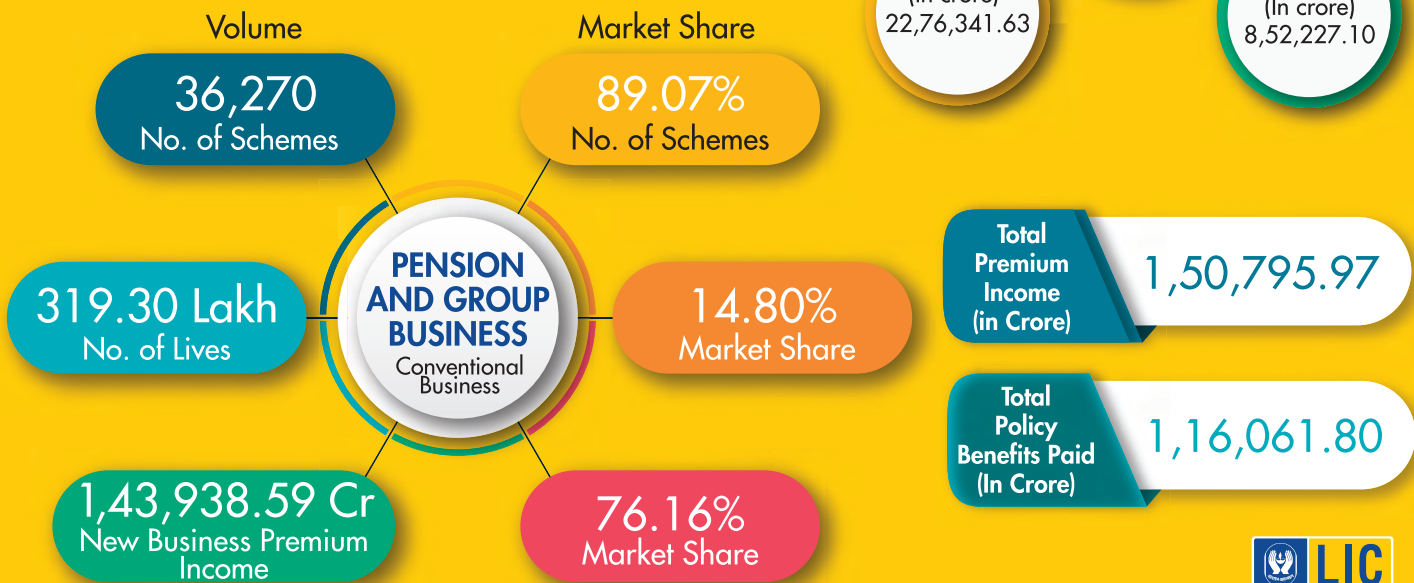 Volume
Market Share
36,270
No. of Schemes
89.07%
No. of Schemes
319.30 Lakh
No. of Lives
14.80%
Market Share
1,43,938.59 Cr
New Business Premium
Income
76.16%
Market Share
PENSION
AND GROUP
BUSINESS
Conventional
Business
(In crore)
22,76,341.63
(In crore)
8,52,227.10
Total
Premium
Income
(in Crore)
1,50,795.97
Total
Policy
Benefits Paid
(In Crore)
1,16,061.80
LIC